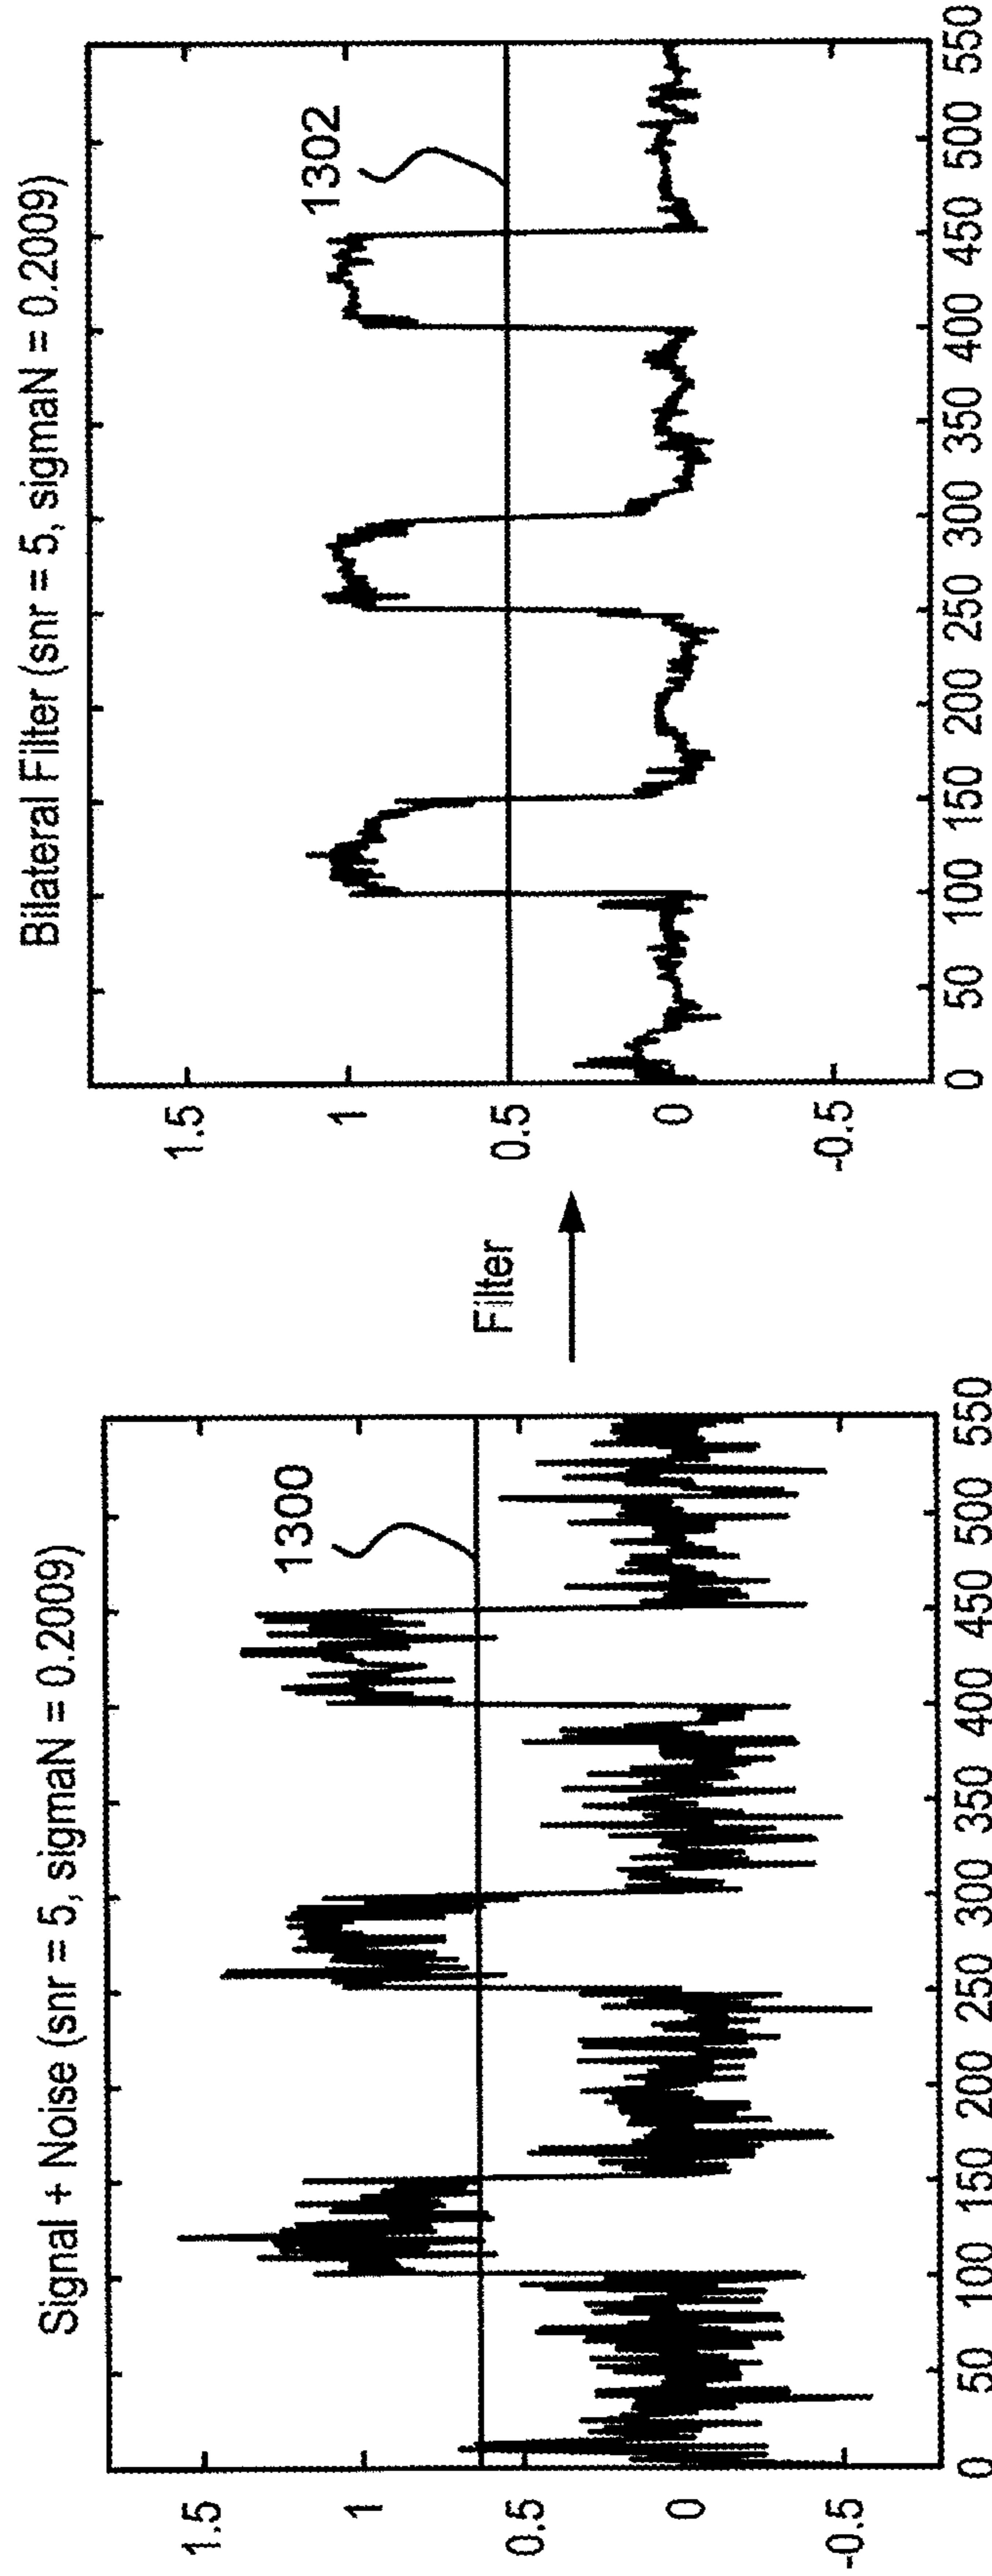 Signal + Noise (snr = 5, sigmaN = 0.2009)
1.5
1
0.5
0
-0.5
1300
0 50 100 150 200 250 300 350 400 450 500 550
Filter
Bilateral Filter (snr = 5, sigmaN = 0.2009)
1.5
1
0.5
0
-0.5
1302
0 50 100 150 200 250 300 350 400 450 500 550